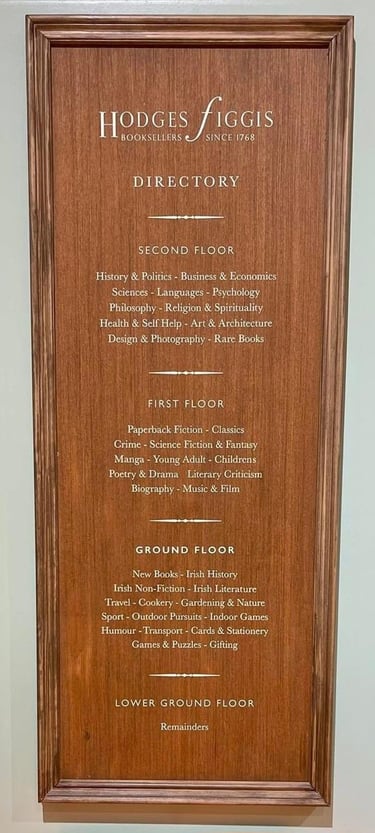 HODGES FIGGIS
BOOKSELLERS SINCE 1768
DIRECTORY
SECOND FLOOR
History & Politics - Business & Economics
Sciences - Languages - Psychology
Philosophy - Religion & Spirituality
Health & Self Help - Art & Architecture
Design & Photography - Rare Books
FIRST FLOOR
Paperback Fiction - Classics
Crime - Science Fiction & Fantasy
Manga - Young Adult - Childrens
Poetry & Drama Literary Criticism
Biography - Music & Film
GROUND FLOOR
New Books - Irish History
Irish Non-Fiction - Irish Literature
Travel - Cookery - Gardening & Nature
Sport - Outdoor Pursuits - Indoor Games
Humour - Transport - Cards & Stationery
Games & Puzzles - Gifting
LOWER GROUND FLOOR
Remainders